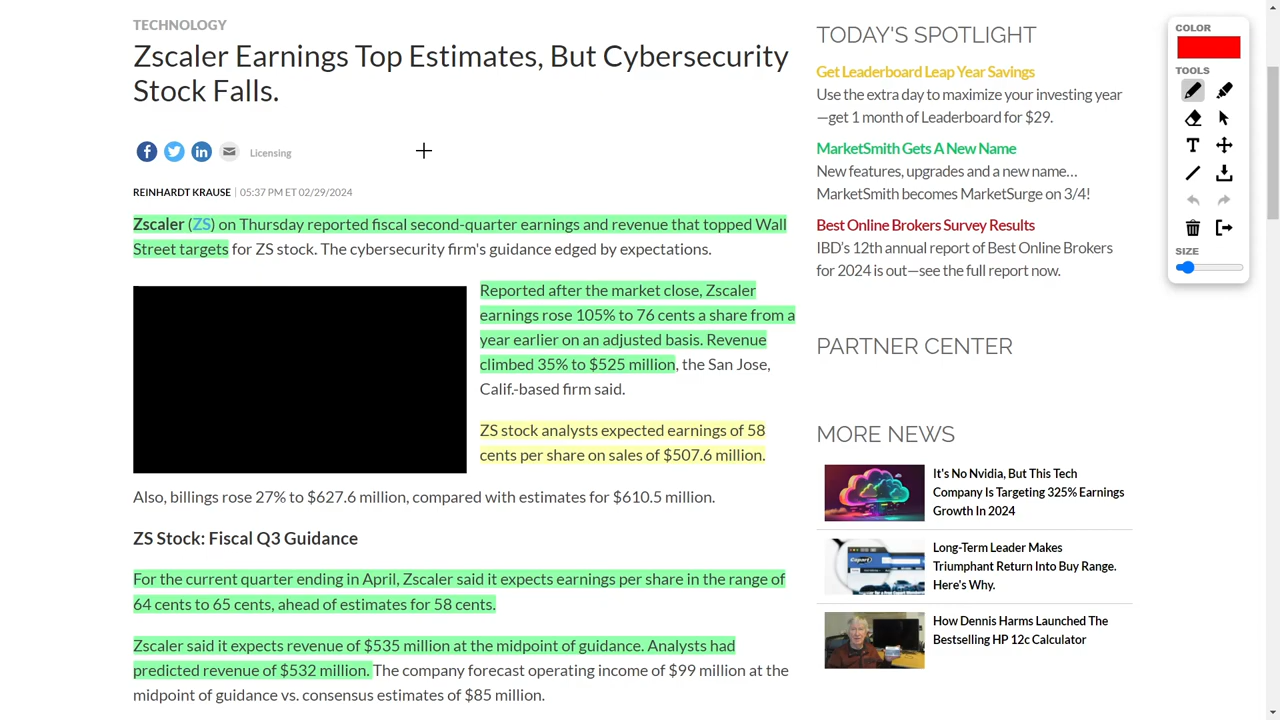 TECHNOLOGY
Zscaler Earnings Top Estimates, But Cybersecurity
Stock Falls.
Licensing
REINHARDT KRAUSE | 05:37 PM ET 02/29/2024
Zscaler (ZS) on Thursday reported fiscal second-quarter earnings and revenue that topped Wall
Street targets for ZS stock. The cybersecurity firm's guidance edged by expectations.
Reported after the market close, Zscaler
earnings rose 105% to 76 cents a share from a
year earlier on an adjusted basis. Revenue
climbed 35% to $525 million, the San Jose,
Calif.-based firm said.
ZS stock analysts expected earnings of 58
cents per share on sales of $507.6 million.
Also, billings rose 27% to $627.6 million, compared with estimates for $610.5 million.
ZS Stock: Fiscal Q3 Guidance
For the current quarter ending in April, Zscaler said it expects earnings per share in the range of
64 cents to 65 cents, ahead of estimates for 58 cents.
Zscaler said it expects revenue of $535 million at the midpoint of guidance. Analysts had
predicted revenue of $532 million. The company forecast operating income of $99 million at the
midpoint of guidance vs. consensus estimates of $85 million.
TODAY'S SPOTLIGHT
Get Leaderboard Leap Year Savings
Use the extra day to maximize your investing year
—get 1 month of Leaderboard for $29.
MarketSmith Gets A New Name
New features, upgrades and a new name…
MarketSmith becomes MarketSurge on 3/4!
Best Online Brokers Survey Results
IBD's 12th annual report of Best Online Brokers
for 2024 is out—see the full report now.
PARTNER CENTER
MORE NEWS
It's No Nvidia, But This Tech
Company Is Targeting 325% Earnings
Growth In 2024
Copart
Long-Term Leader Makes
Triumphant Return Into Buy Range.
Here's Why.
How Dennis Harms Launched The
Bestselling HP 12c Calculator
COLOR
TOOLS
SIZE